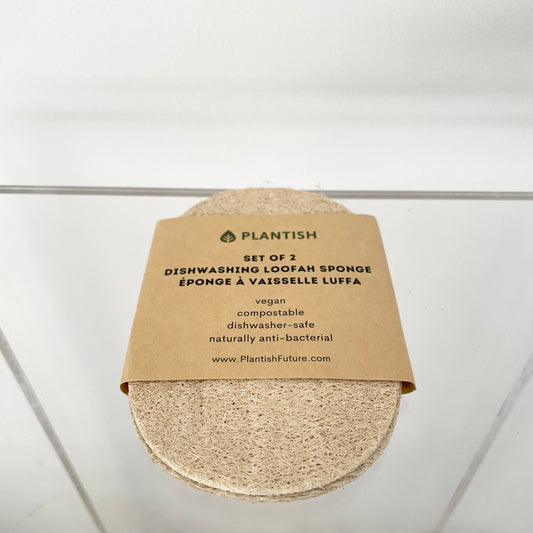 PLANTISH
SET OF 2
DISHWASHING LOOFAH SPONGE
ÉPONGE À VAISSELLE LUFFA
vegan
compostable
dishwasher-safe
naturally anti-bacterial
www.PlantishFuture.com